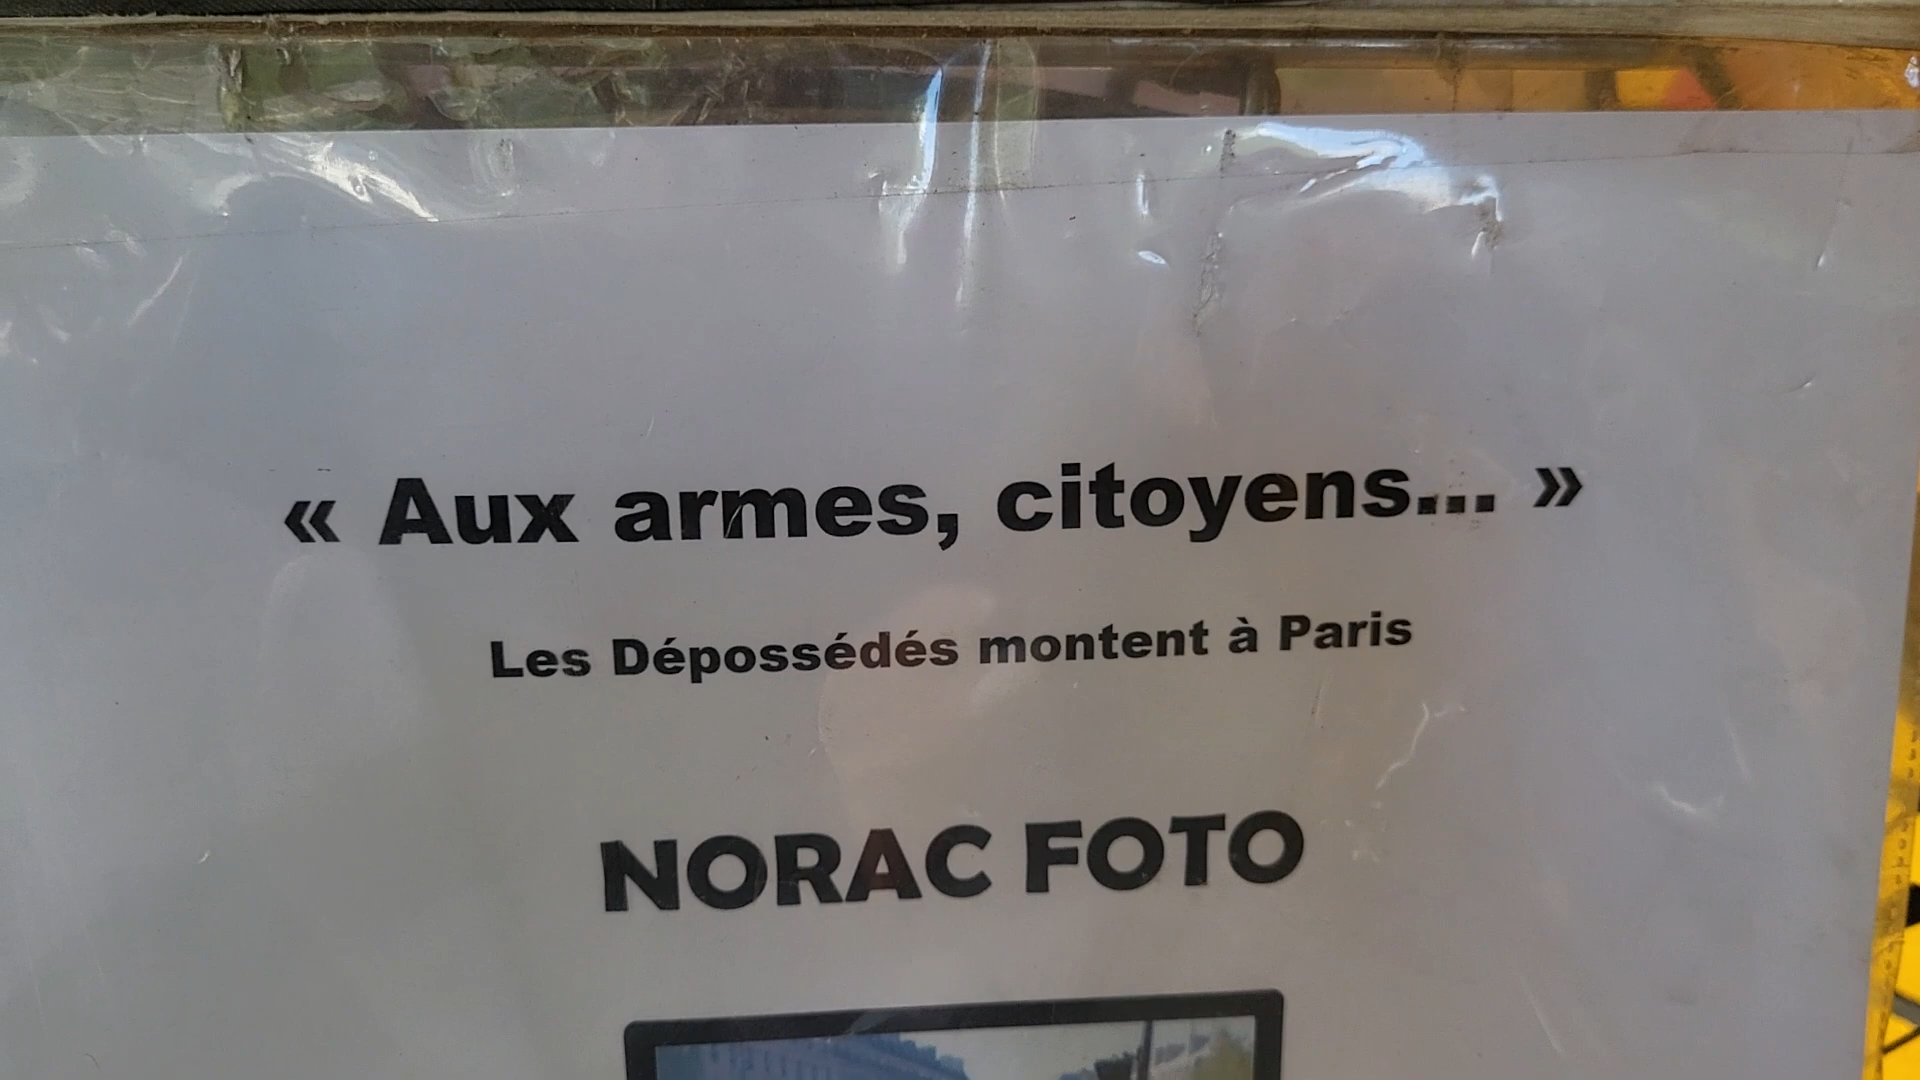 « Aux armes, citoyens... »
Les Dépossédés montent à Paris
NORAC FOTO